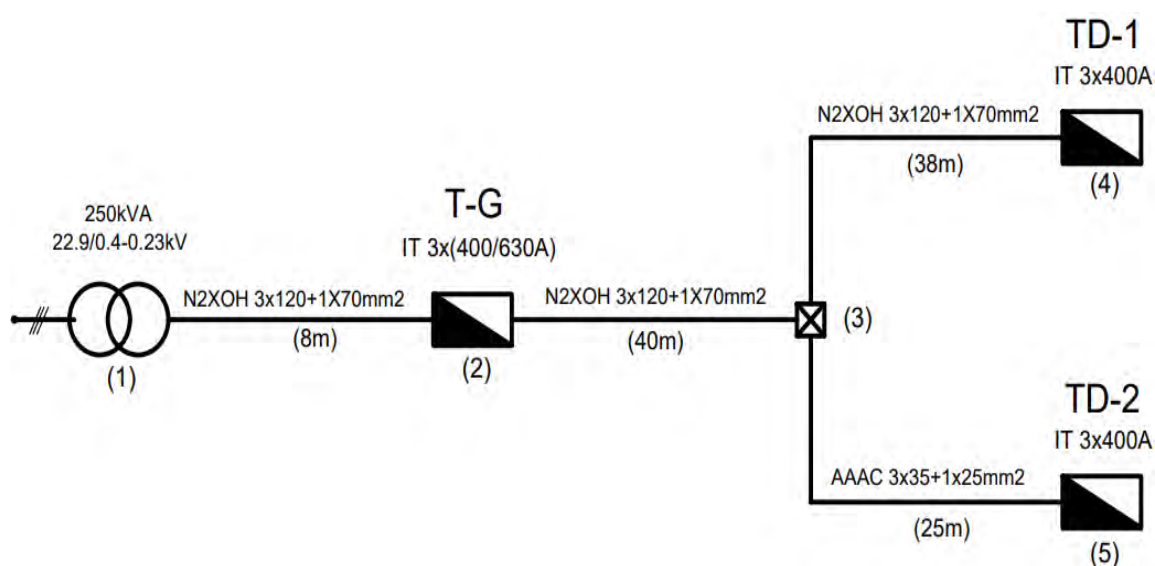 TD-1
IT 3x400A
N2XOH 3x120+1X70mm2
(38m)
(4)
250kVA
22.9/0.4-0.23kV
T-G
IT 3x(400/630A)
N2XOH 3x120+1X70mm2
(8m)
N2XOH 3x120+1X70mm2
(40m)
(1)
(2)
(3)
TD-2
IT 3x400A
AAAC 3x35+1x25mm2
(25m)
(5)